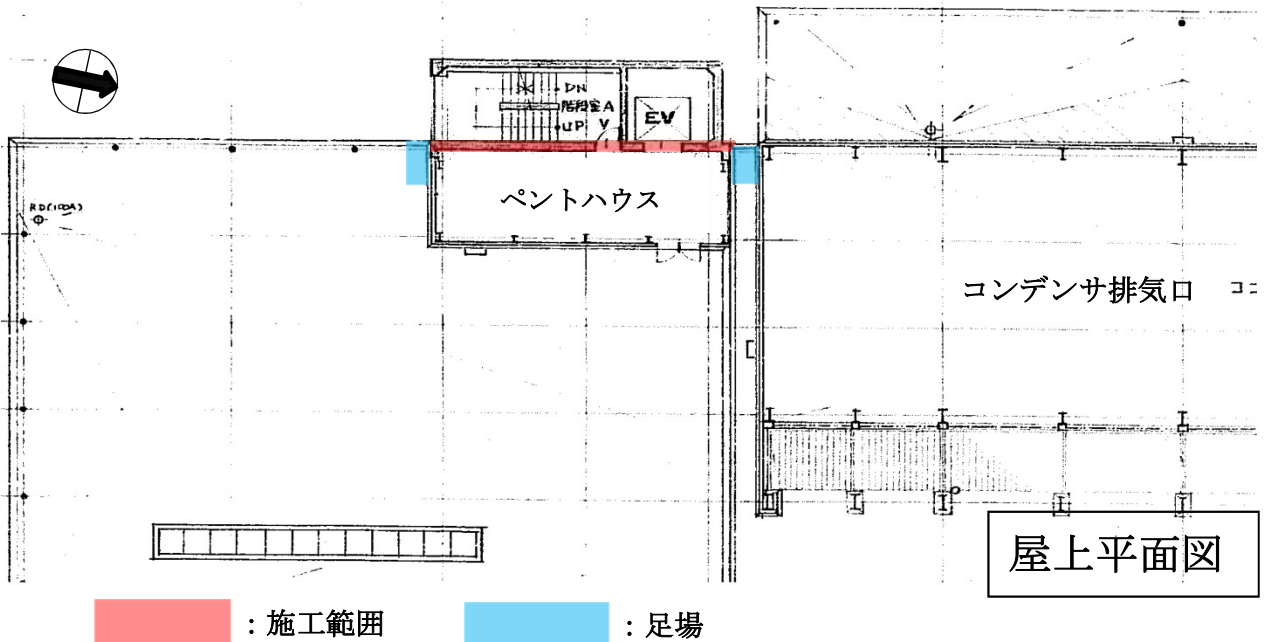 DN
階段室A
UP
V
EV
ペントハウス
RD(100A)
コンデンサ排気口
屋上平面図
：施工範囲
：足場